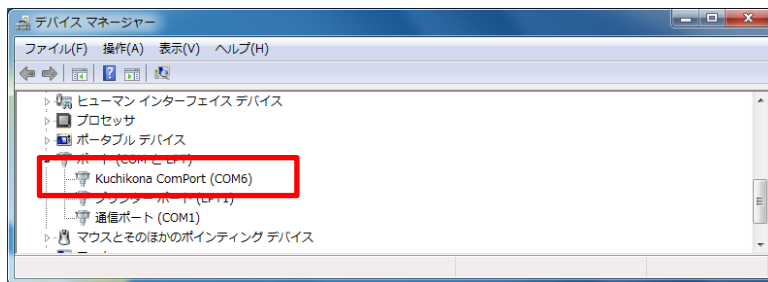 デバイス マネージャー
ファイル(F) 操作(A) 表示(V) ヘルプ(H)
ヒューマン インターフェイス デバイス
プロセッサ
ポータブル デバイス
ポート (COM と LPT)
Kuchikona ComPort (COM6)
プリンター ポート (LPT1)
通信ポート (COM1)
マウスとそのほかのポインティング デバイス